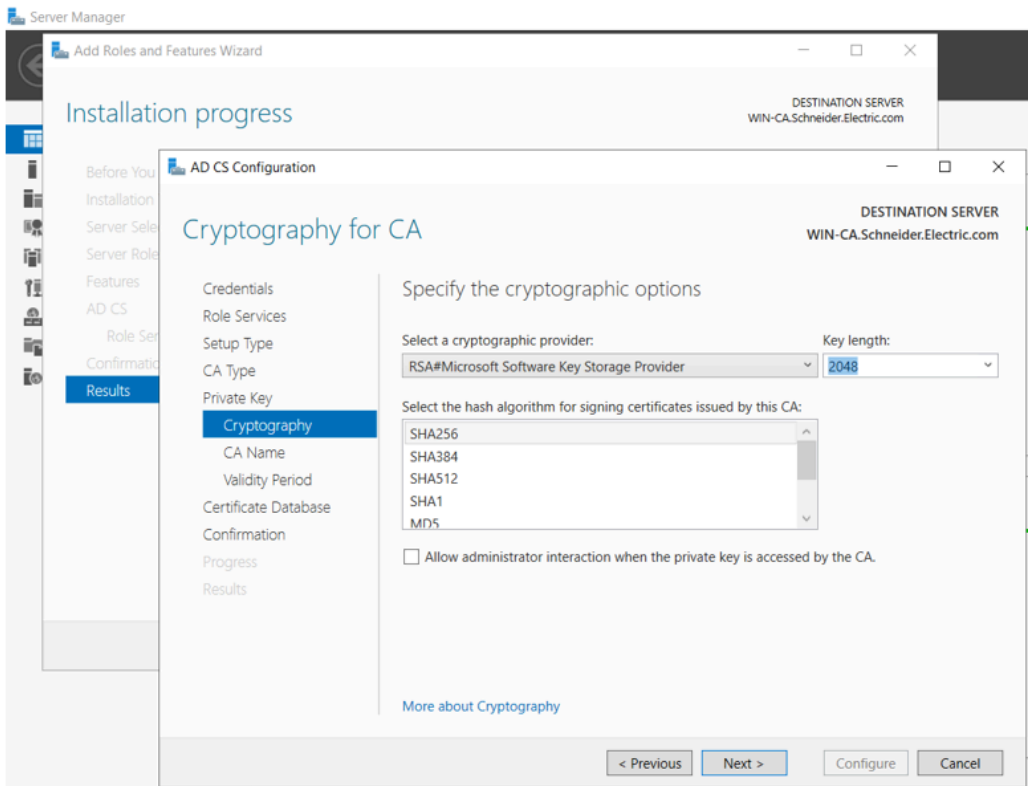 Server Manager
Add Roles and Features Wizard
Installation progress
DESTINATION SERVER
WIN-CA.Schneider.Electric.com
Before You
Installation
Server Sele
Server Role
Features
AD CS
Role Ser
Confirmatio
Results
AD CS Configuration
Cryptography for CA
DESTINATION SERVER
WIN-CA.Schneider.Electric.com
Credentials
Role Services
Setup Type
CA Type
Private Key
Cryptography
CA Name
Validity Period
Certificate Database
Confirmation
Progress
Results
Specify the cryptographic options
Select a cryptographic provider:
Key length:
RSA#Microsoft Software Key Storage Provider
2048
Select the hash algorithm for signing certificates issued by this CA:
SHA256
SHA384
SHA512
SHA1
MD5
Allow administrator interaction when the private key is accessed by the CA.
More about Cryptography
< Previous
Next >
Configure
Cancel